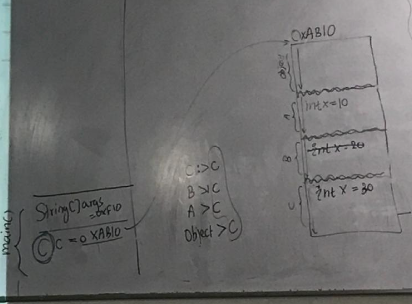 0xAB10
object
A
int x=10
B
int x=20
C
int x = 30
C :> C
B > C
A > C
Object > C
main()
String[] args
=0xF10
C C = 0XAB10